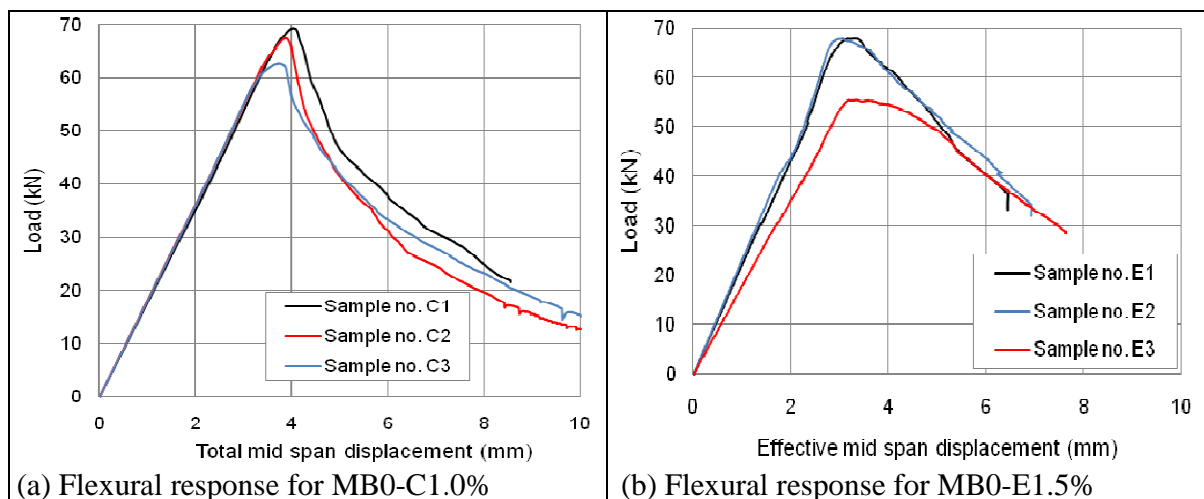 70
60
50
40
30
20
10
0
Load (kN)
0 2 4 6 8 10
Total mid span displacement (mm)
Sample no. C1
Sample no. C2
Sample no. C3
(a) Flexural response for MB0-C1.0%
70
60
50
40
30
20
10
0
Load (kN)
0 2 4 6 8 10
Effective mid span displacement (mm)
Sample no. E1
Sample no. E2
Sample no. E3
(b) Flexural response for MB0-E1.5%